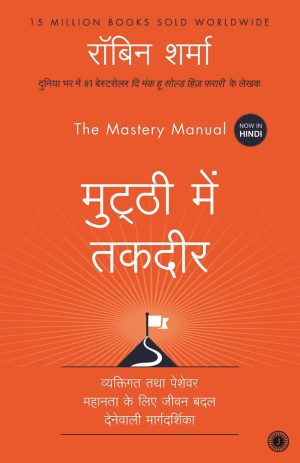 15 MILLION BOOKS SOLD WORLDWIDE
रॉबिन शर्मा
दुनिया भर में #1 बेस्टसेलर दि मंक हू सोल्ड हिज फ़रारी के लेखक
The Mastery Manual
NOW IN
HINDI
मुट्ठी में
तकदीर
व्यक्तिगत तथा पेशेवर
महानता के लिए जीवन बदल
देनेवाली मार्गदर्शिका
J